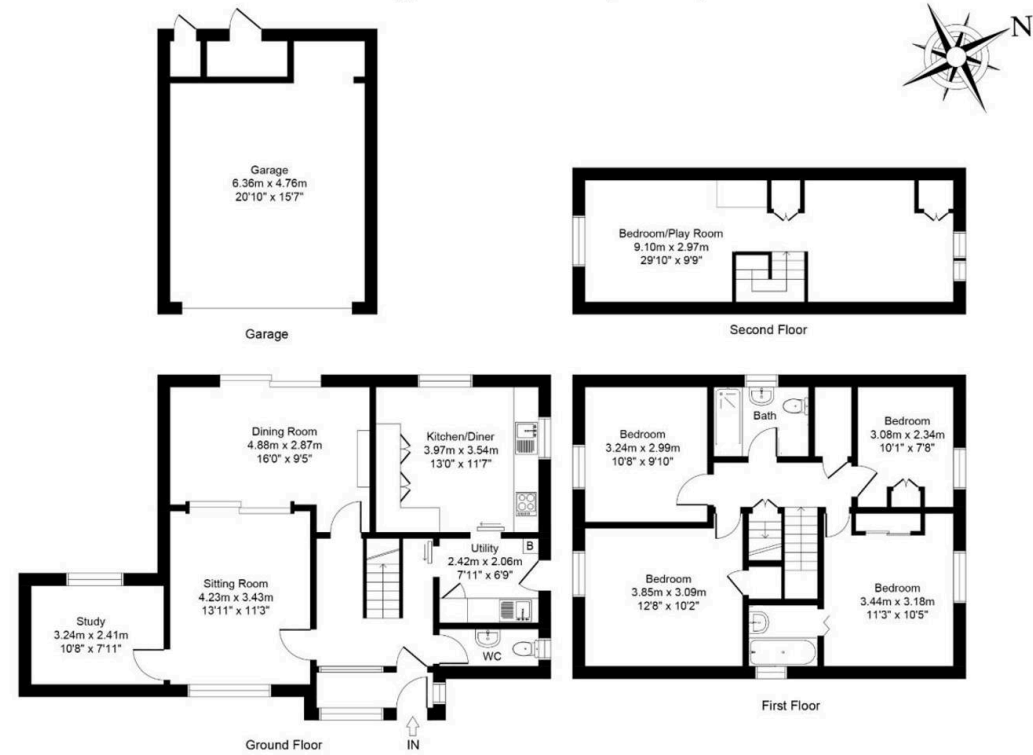 N
Garage
6.36m x 4.76m
20'10" x 15'7"
Garage
Bedroom/Play Room
9.10m x 2.97m
29'10" x 9'9"
Second Floor
Dining Room
4.88m x 2.87m
16'0" x 9'5"
Kitchen/Diner
3.97m x 3.54m
13'0" x 11'7"
Utility
2.42m x 2.06m
7'11" x 6'9"
B
Sitting Room
4.23m x 3.43m
13'11" x 11'3"
Study
3.24m x 2.41m
10'8" x 7'11"
WC
IN
Ground Floor
Bedroom
3.24m x 2.99m
10'8" x 9'10"
Bath
Bedroom
3.08m x 2.34m
10'1" x 7'8"
Bedroom
3.85m x 3.09m
12'8" x 10'2"
Bedroom
3.44m x 3.18m
11'3" x 10'5"
First Floor